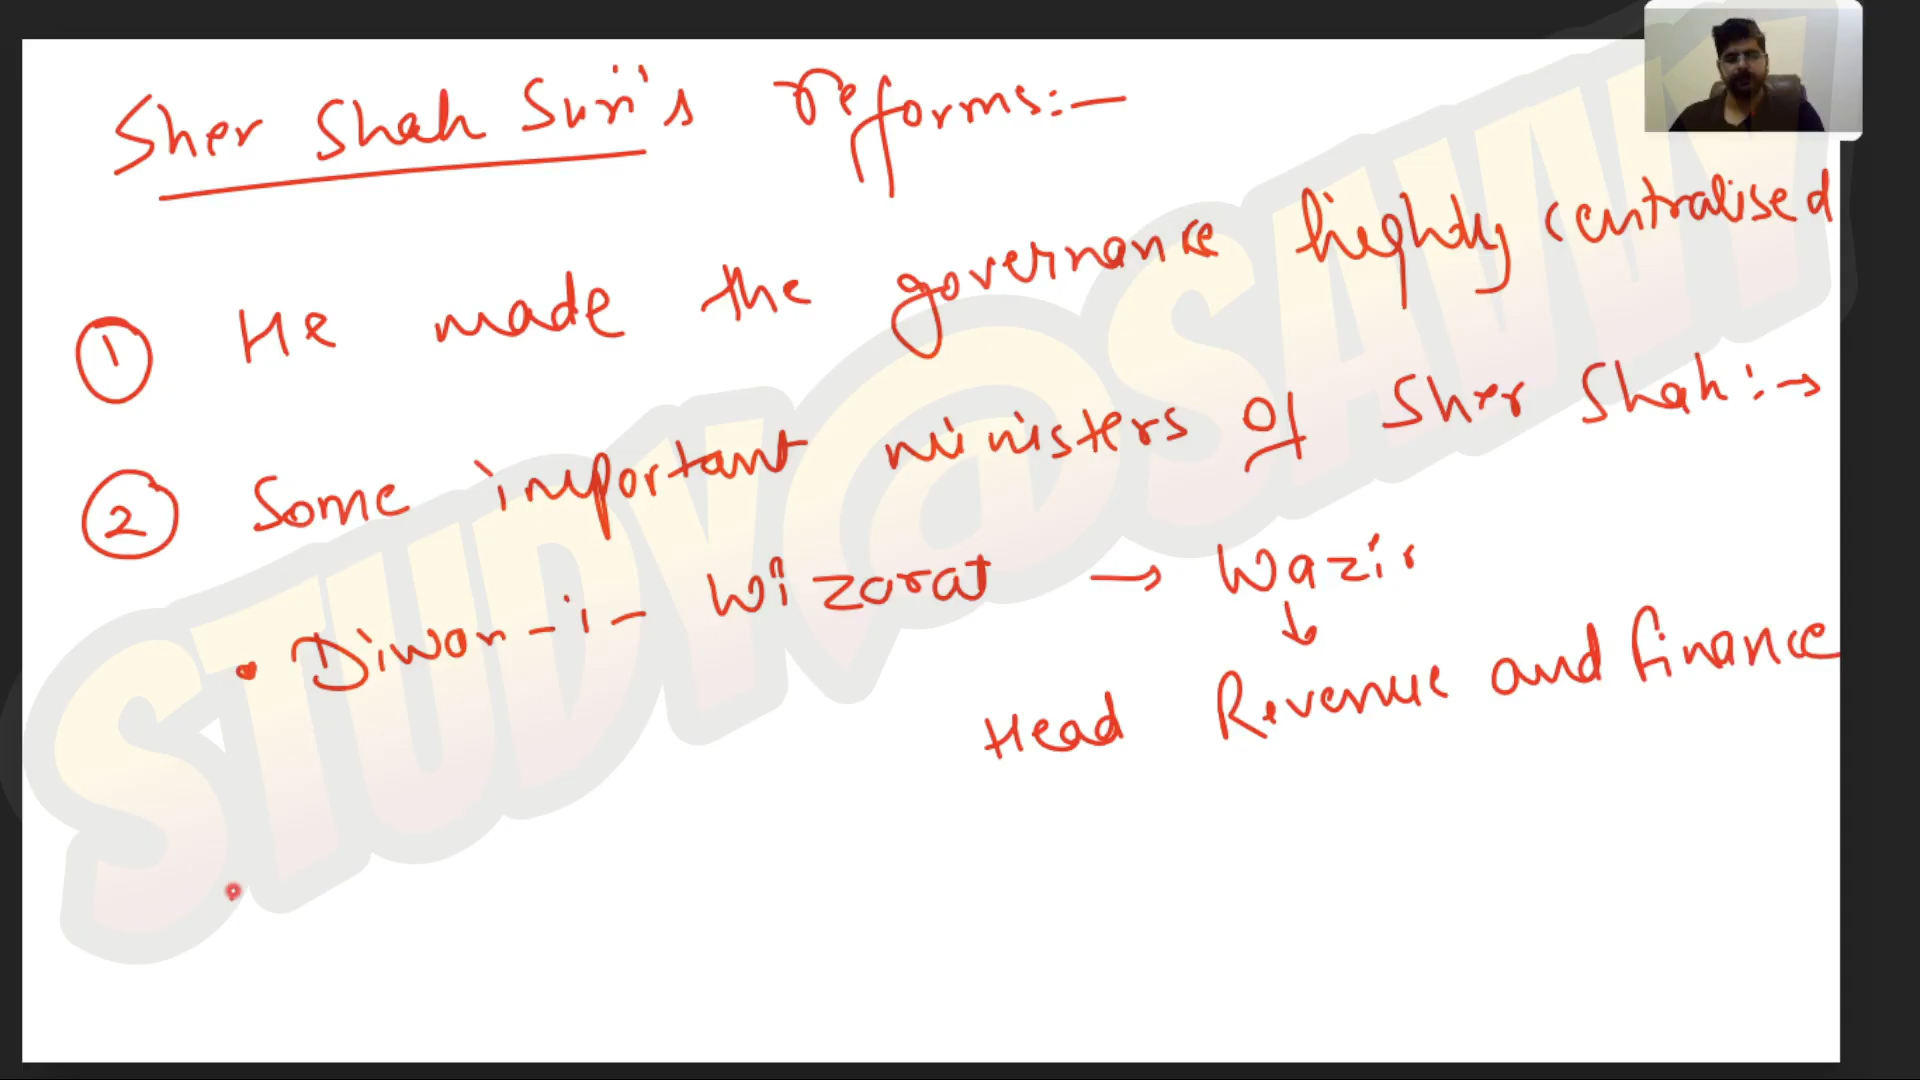 Sher Shah Suri's reforms:—
① He made the governance highly centralised
② Some important ministers of Sher Shah:→
• Diwan-i-Wizarat → Wazir
↓
Head Revenue and finance
STUDY@SAVVY